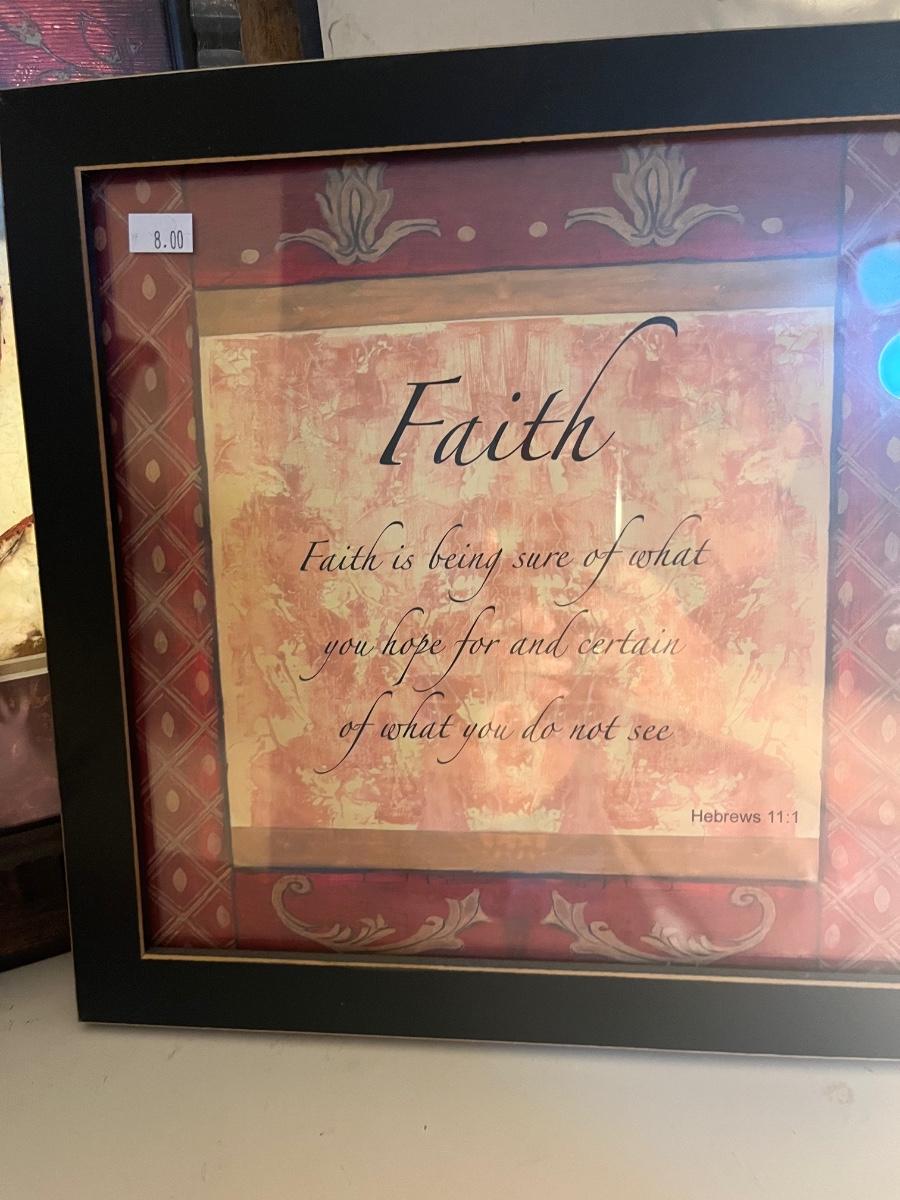 8.00
Faith
Faith is being sure of what
you hope for and certain
of what you do not see
Hebrews 11:1